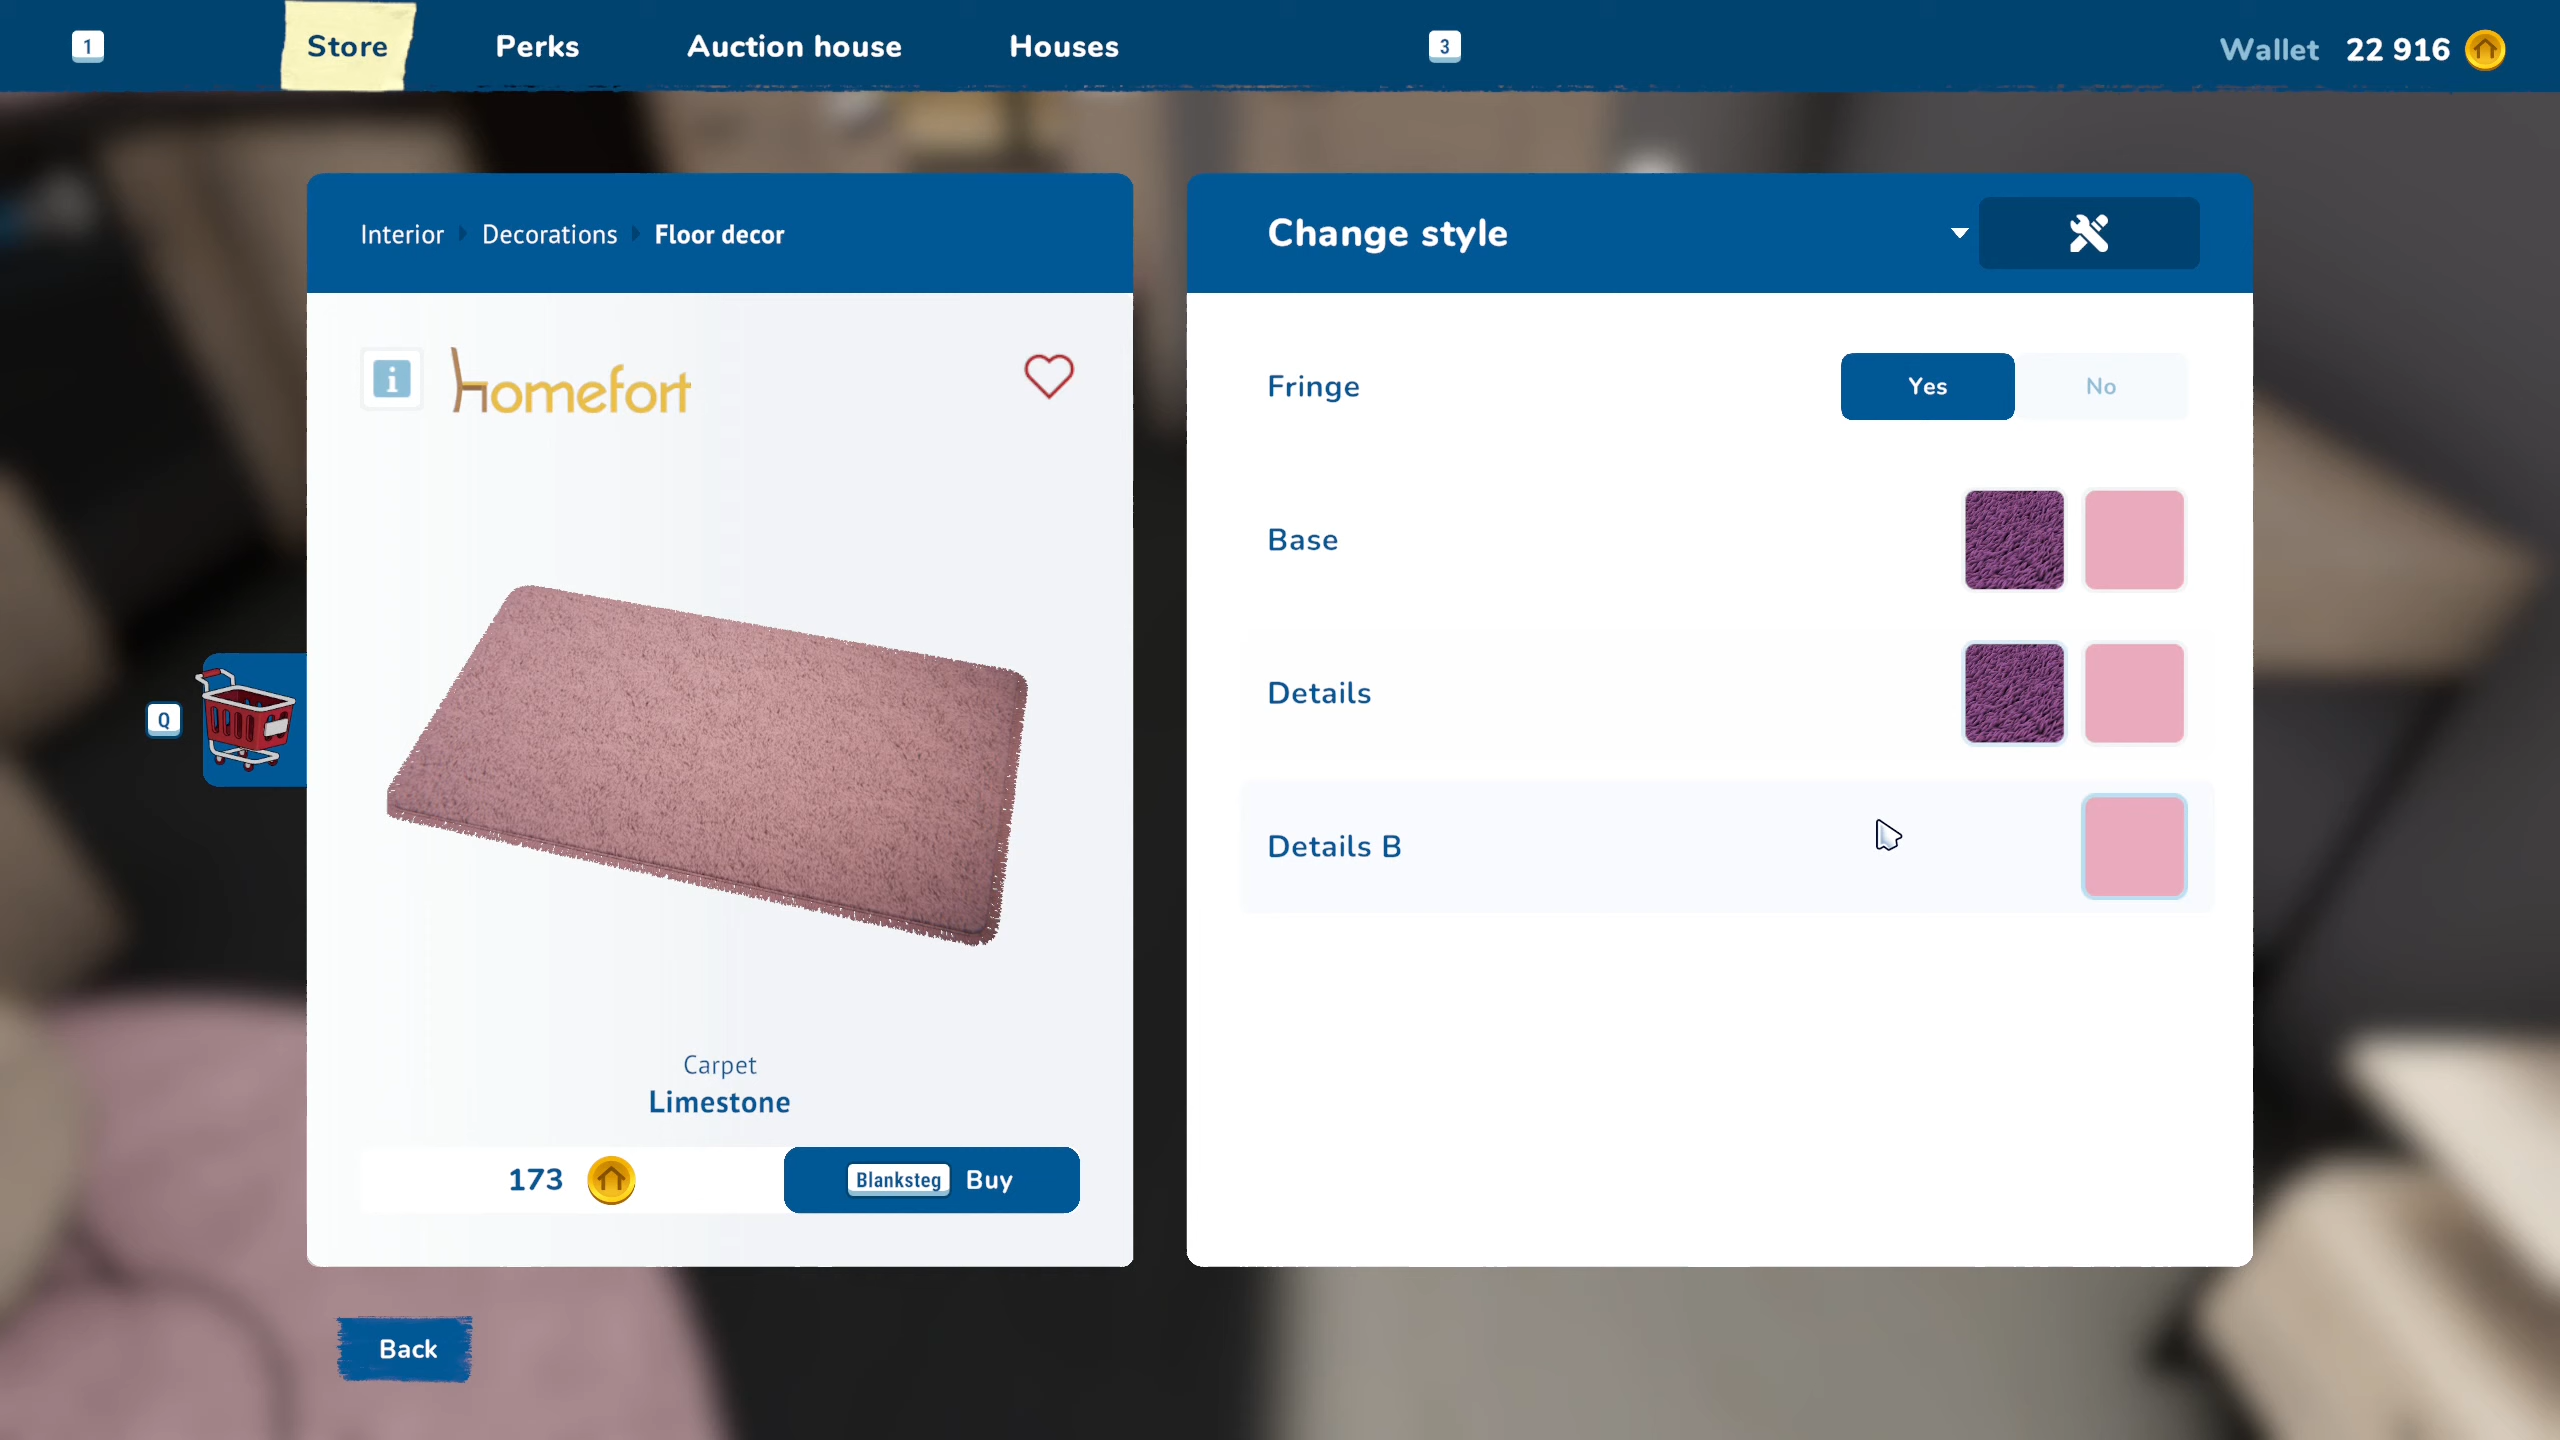 1
Store
Perks
Auction house
Houses
3
Wallet 22 916
Interior Decorations Floor decor
i homefort
Carpet
Limestone
173
Blanksteg Buy
Q
Change style
Fringe
Yes
No
Base
Details
Details B
Back